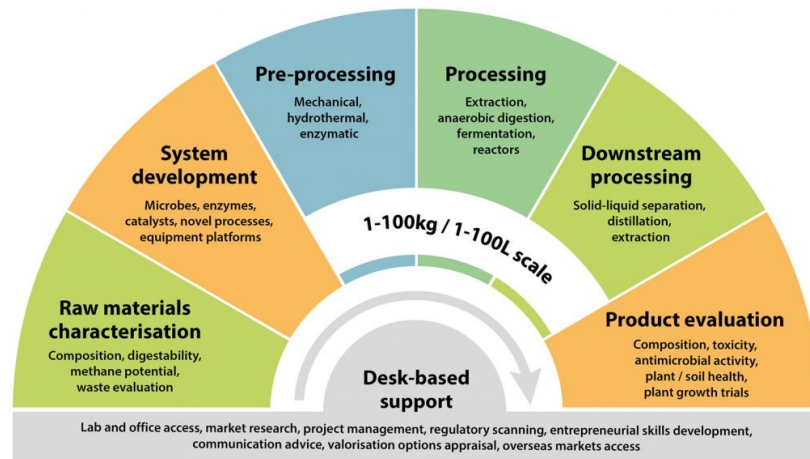 Pre-processing
Mechanical,
hydrothermal,
enzymatic
Processing
Extraction,
anaerobic digestion,
fermentation,
reactors
System
development
Microbes, enzymes,
catalysts, novel processes,
equipment platforms
Downstream
processing
Solid-liquid separation,
distillation,
extraction
1-100kg / 1-100L scale
Raw materials
characterisation
Composition, digestability,
methane potential,
waste evaluation
Product evaluation
Composition, toxicity,
antimicrobial activity,
plant / soil health,
plant growth trials
Desk-based
support
Lab and office access, market research, project management, regulatory scanning, entrepreneurial skills development,
communication advice, valorisation options appraisal, overseas markets access